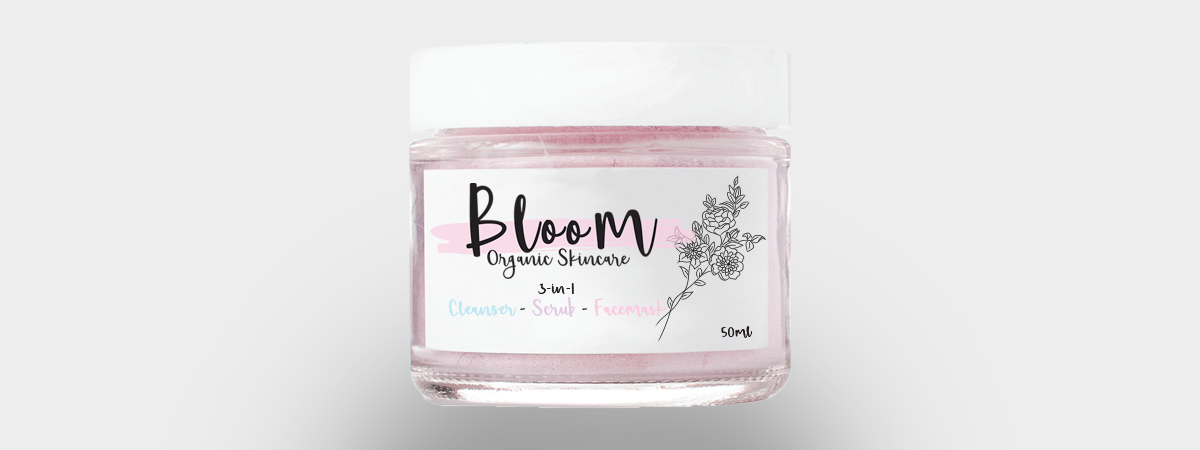 Bloom
Organic Skincare
3-in-1
Cleanser - Scrub - Facemask
50ml